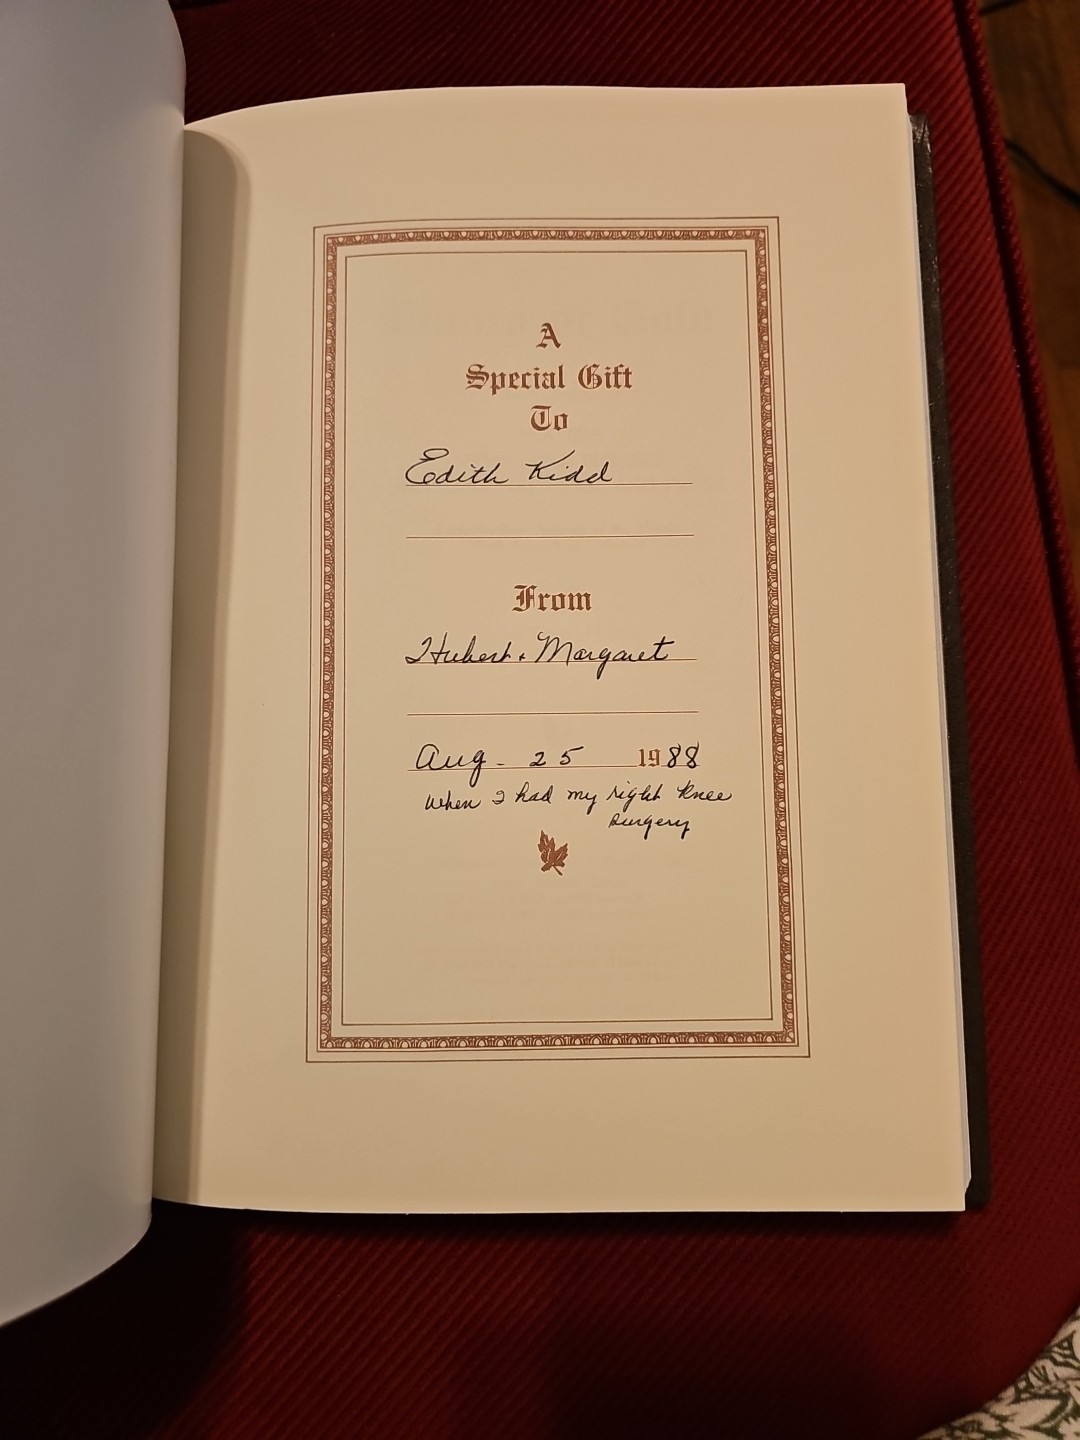 A
Special Gift
To
Edith Kidd
From
Hubert & Margaret
Aug - 25 1988
When I had my right Knee
surgery